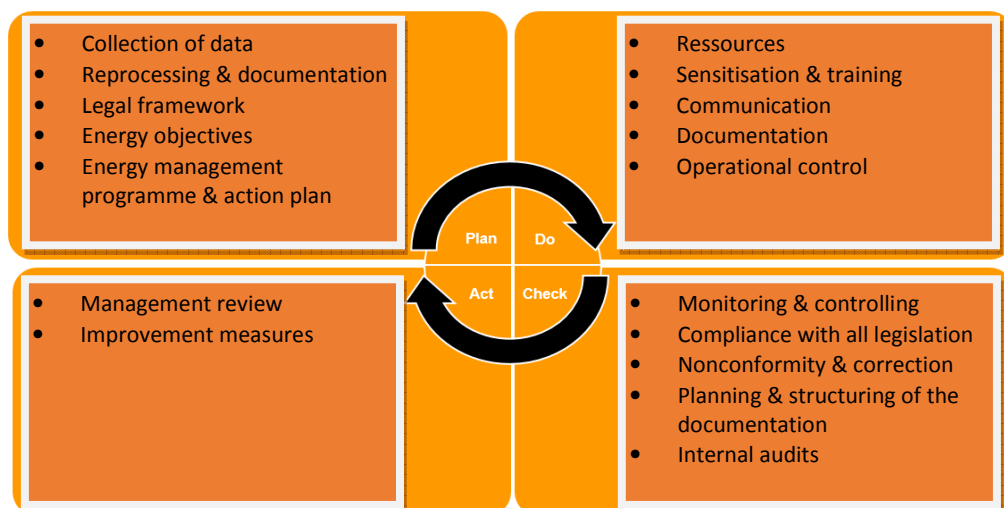 Collection of data
Reprocessing & documentation
Legal framework
Energy objectives
Energy management
programme & action plan
Ressources
Sensitisation & training
Communication
Documentation
Operational control
Plan
Do
Act
Check
Management review
Improvement measures
Monitoring & controlling
Compliance with all legislation
Nonconformity & correction
Planning & structuring of the
documentation
Internal audits